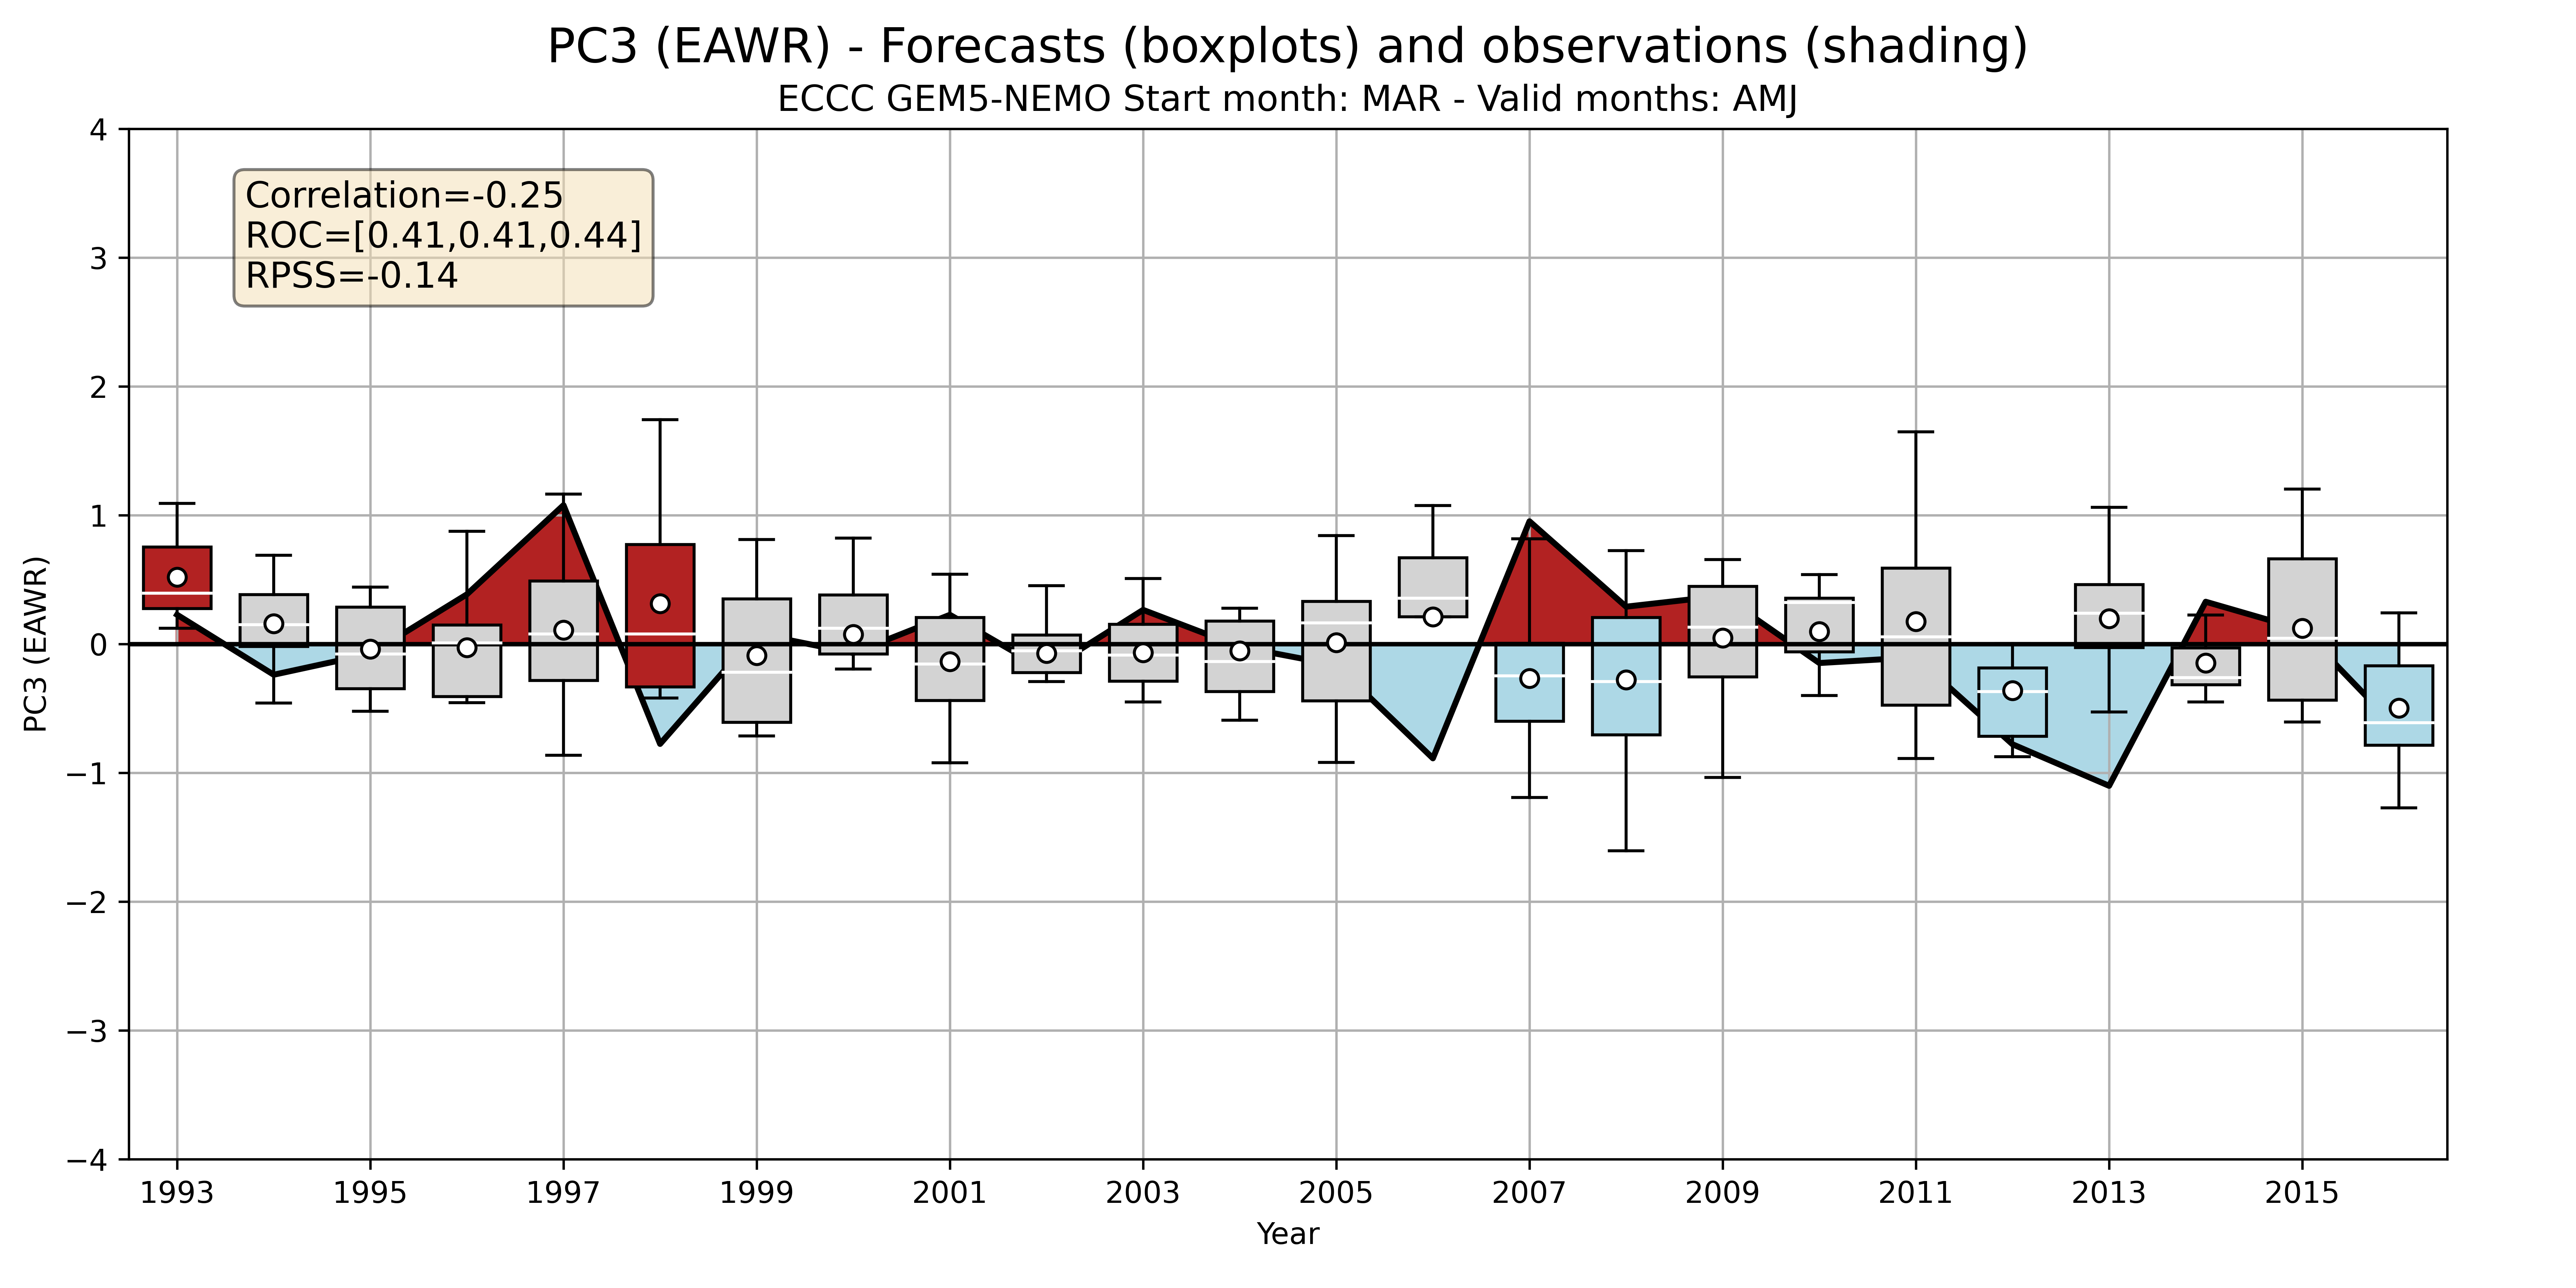 PC3 (EAWR) - Forecasts (boxplots) and observations (shading)
ECCC GEM5-NEMO Start month: MAR - Valid months: AMJ
Correlation=-0.25
ROC=[0.41,0.41,0.44]
RPSS=-0.14
PC3 (EAWR)
4
3
2
1
0
−1
−2
−3
−4
1993 1995 1997 1999 2001 2003 2005 2007 2009 2011 2013 2015
Year